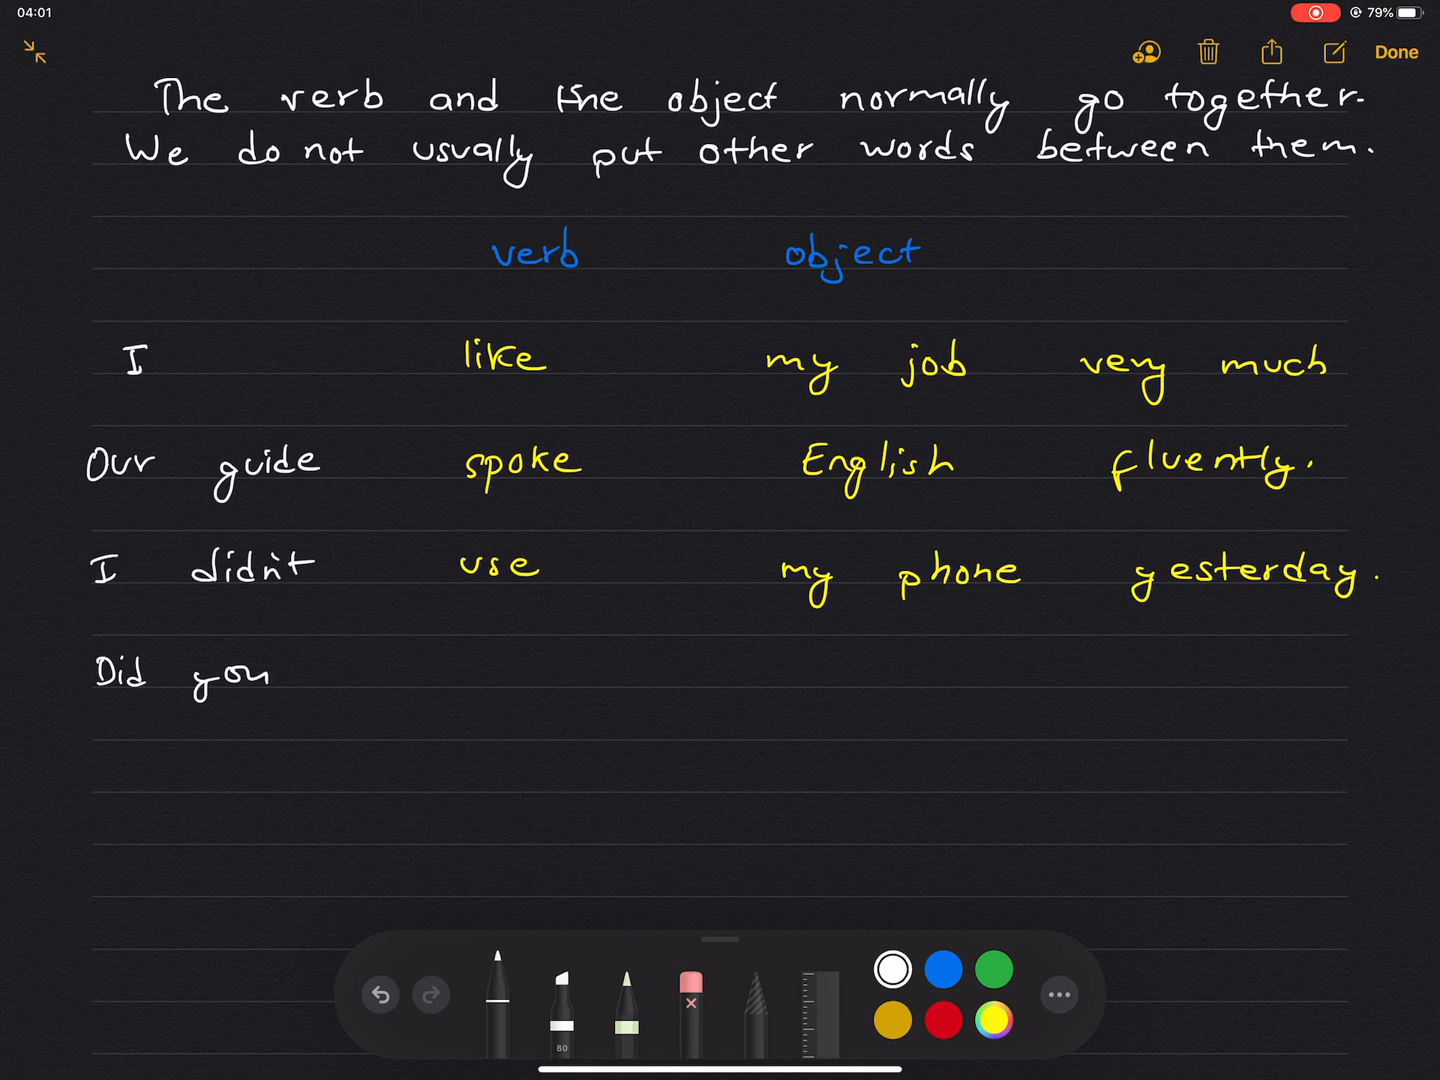 04:01 79%
Done
The verb and the object normally go together.
We do not usually put other words between them.
verb object
I like my job very much
Our guide spoke English fluently.
I didn't use my phone yesterday.
Did you
80